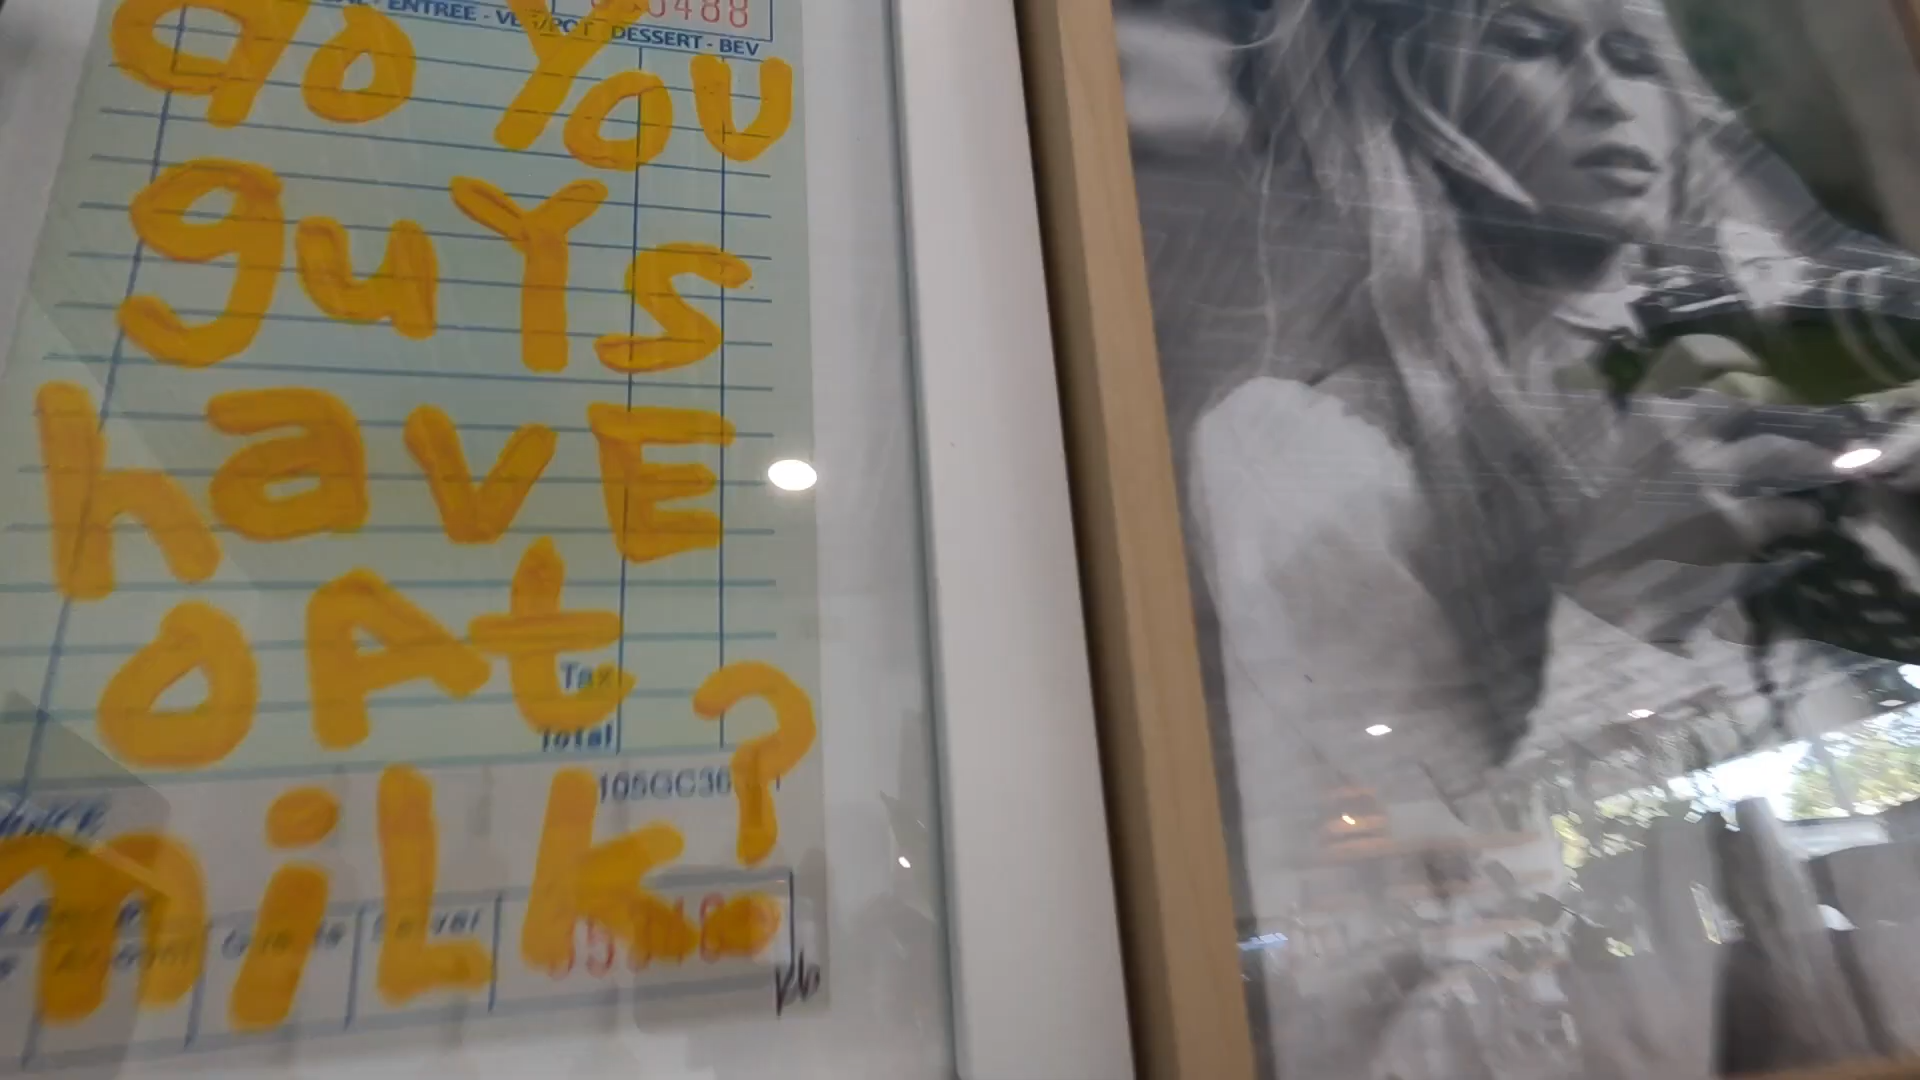 ENTREE - VEG/POT - DESSERT - BEV
do You
guYs
havE
oAt
Tax
Total
miLk?